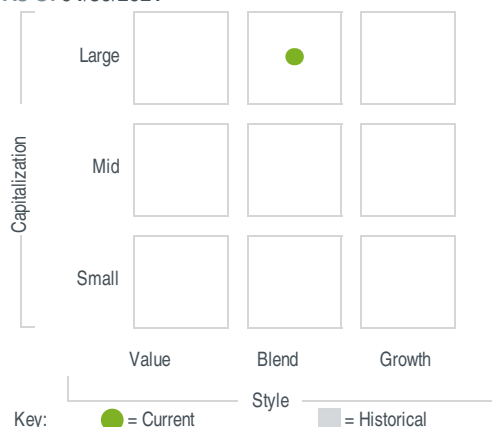 Large
Capitalization
Mid
Small
Value Blend Growth
Style
Key: = Current = Historical